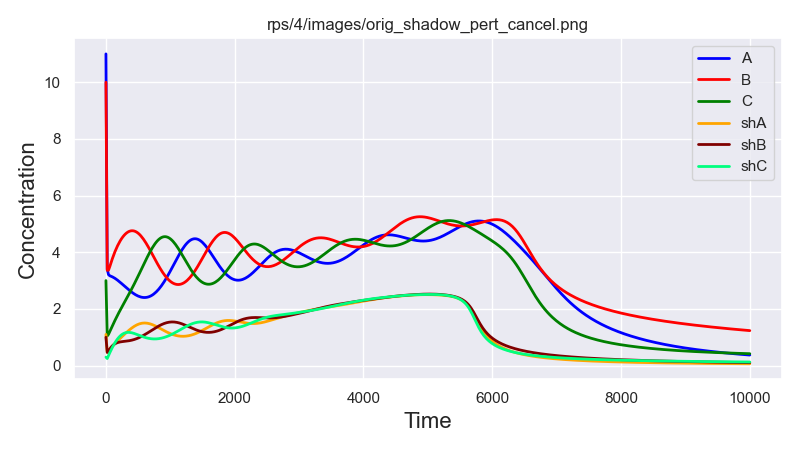 rps/4/images/orig_shadow_pert_cancel.png
Concentration
10
8
6
4
2
0
A
B
C
shA
shB
shC
0
2000
4000
6000
8000
10000
Time